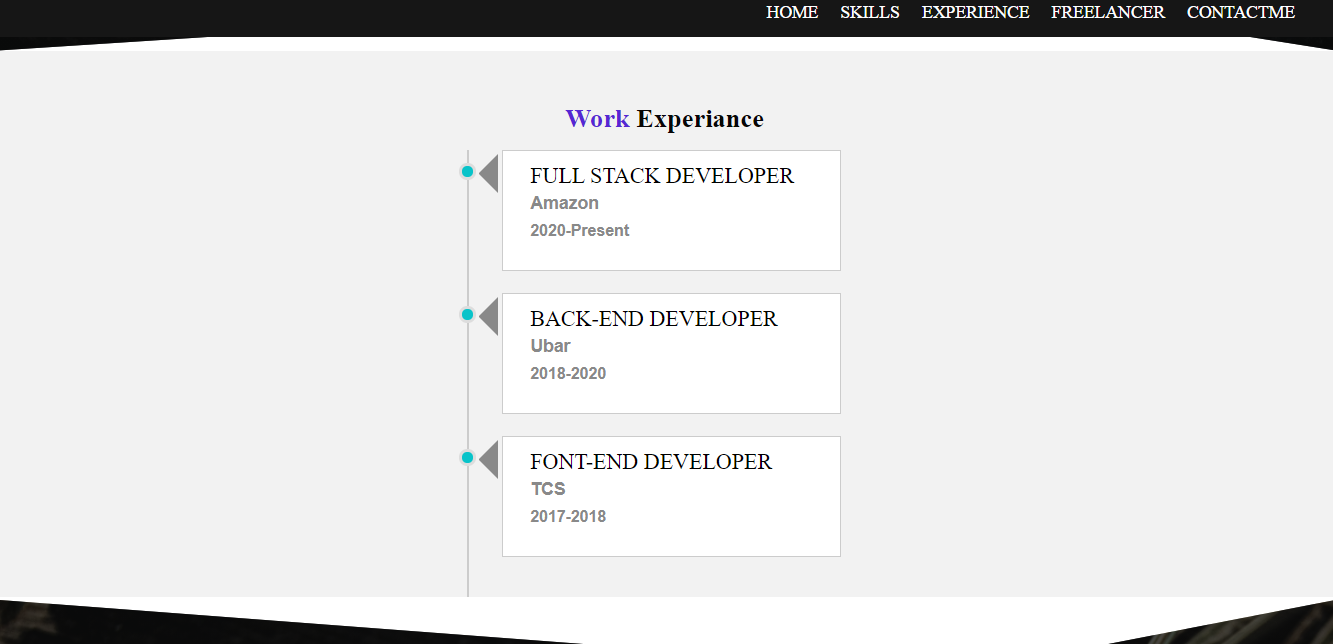 HOME SKILLS EXPERIENCE FREELANCER CONTACTME
Work Experiance
FULL STACK DEVELOPER
Amazon
2020-Present
BACK-END DEVELOPER
Ubar
2018-2020
FONT-END DEVELOPER
TCS
2017-2018